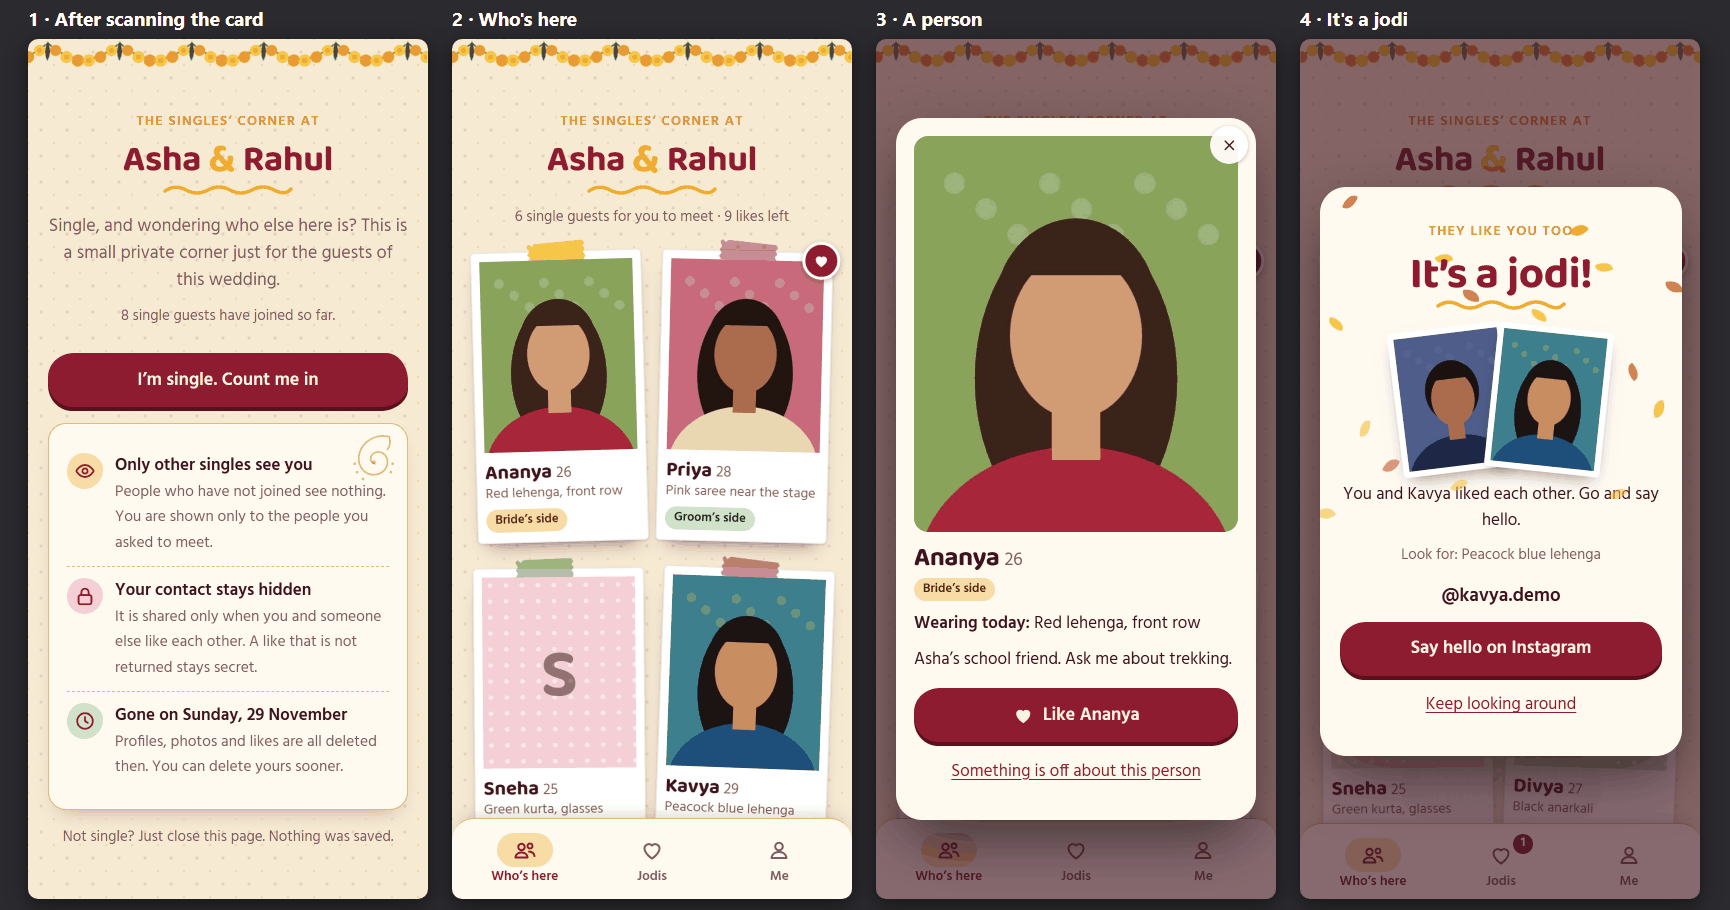 1 · After scanning the card
THE SINGLES’ CORNER AT
Asha & Rahul
Single, and wondering who else here is? This is
a small private corner just for the guests of
this wedding.
8 single guests have joined so far.
I’m single. Count me in
Only other singles see you
People who have not joined see nothing.
You are shown only to the people you
asked to meet.
Your contact stays hidden
It is shared only when you and someone
else like each other. A like that is not
returned stays secret.
Gone on Sunday, 29 November
Profiles, photos and likes are all deleted
then. You can delete yours sooner.
Not single? Just close this page. Nothing was saved.
2 · Who's here
THE SINGLES’ CORNER AT
Asha & Rahul
6 single guests for you to meet · 9 likes left
Ananya 26
Red lehenga, front row
Bride’s side
Priya 28
Pink saree near the stage
Groom’s side
S
Sneha 25
Green kurta, glasses
Kavya 29
Peacock blue lehenga
Who’s here
Jodis
Me
3 · A person
THE SINGLES’ CORNER AT
Ananya 26
Bride’s side
Wearing today: Red lehenga, front row
Asha’s school friend. Ask me about trekking.
Like Ananya
Something is off about this person
Who’s here
Jodis
Me
4 · It's a jodi
THE SINGLES’ CORNER AT
Asha & Rahul
THEY LIKE YOU TOO
It’s a jodi!
You and Kavya liked each other. Go and say
hello.
Look for: Peacock blue lehenga
@kavya.demo
Say hello on Instagram
Keep looking around
Sneha 25
Green kurta, glasses
Divya 27
Black anarkali
Who’s here
Jodis
1
Me